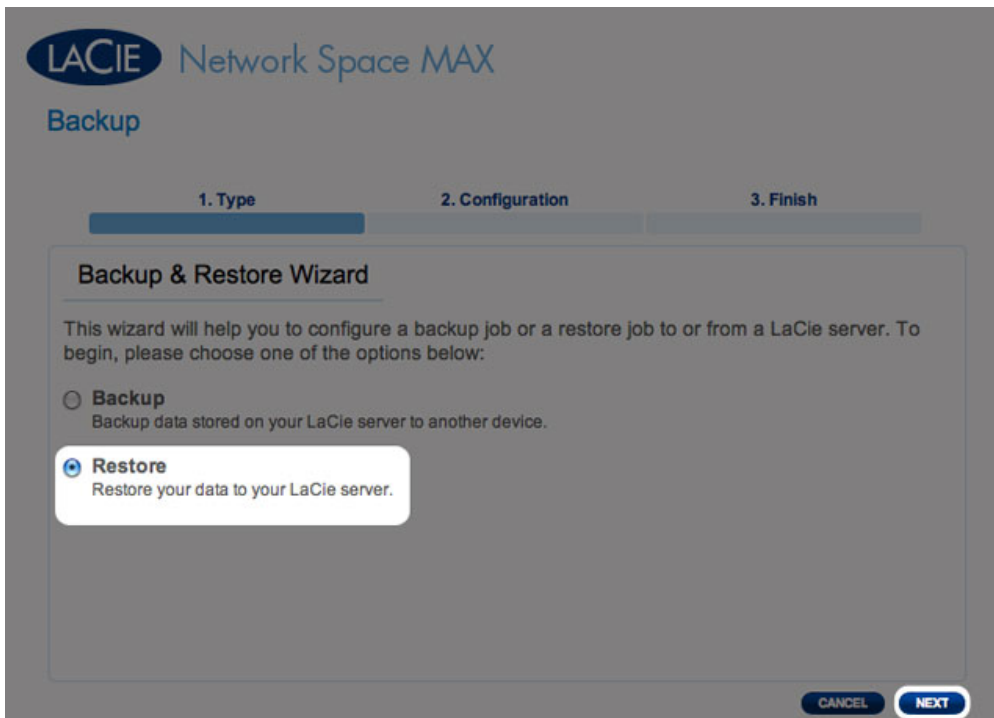 LACIE Network Space MAX
Backup
1. Type 2. Configuration 3. Finish
Backup & Restore Wizard
This wizard will help you to configure a backup job or a restore job to or from a LaCie server. To
begin, please choose one of the options below:
Backup
Backup data stored on your LaCie server to another device.
Restore
Restore your data to your LaCie server.
CANCEL NEXT